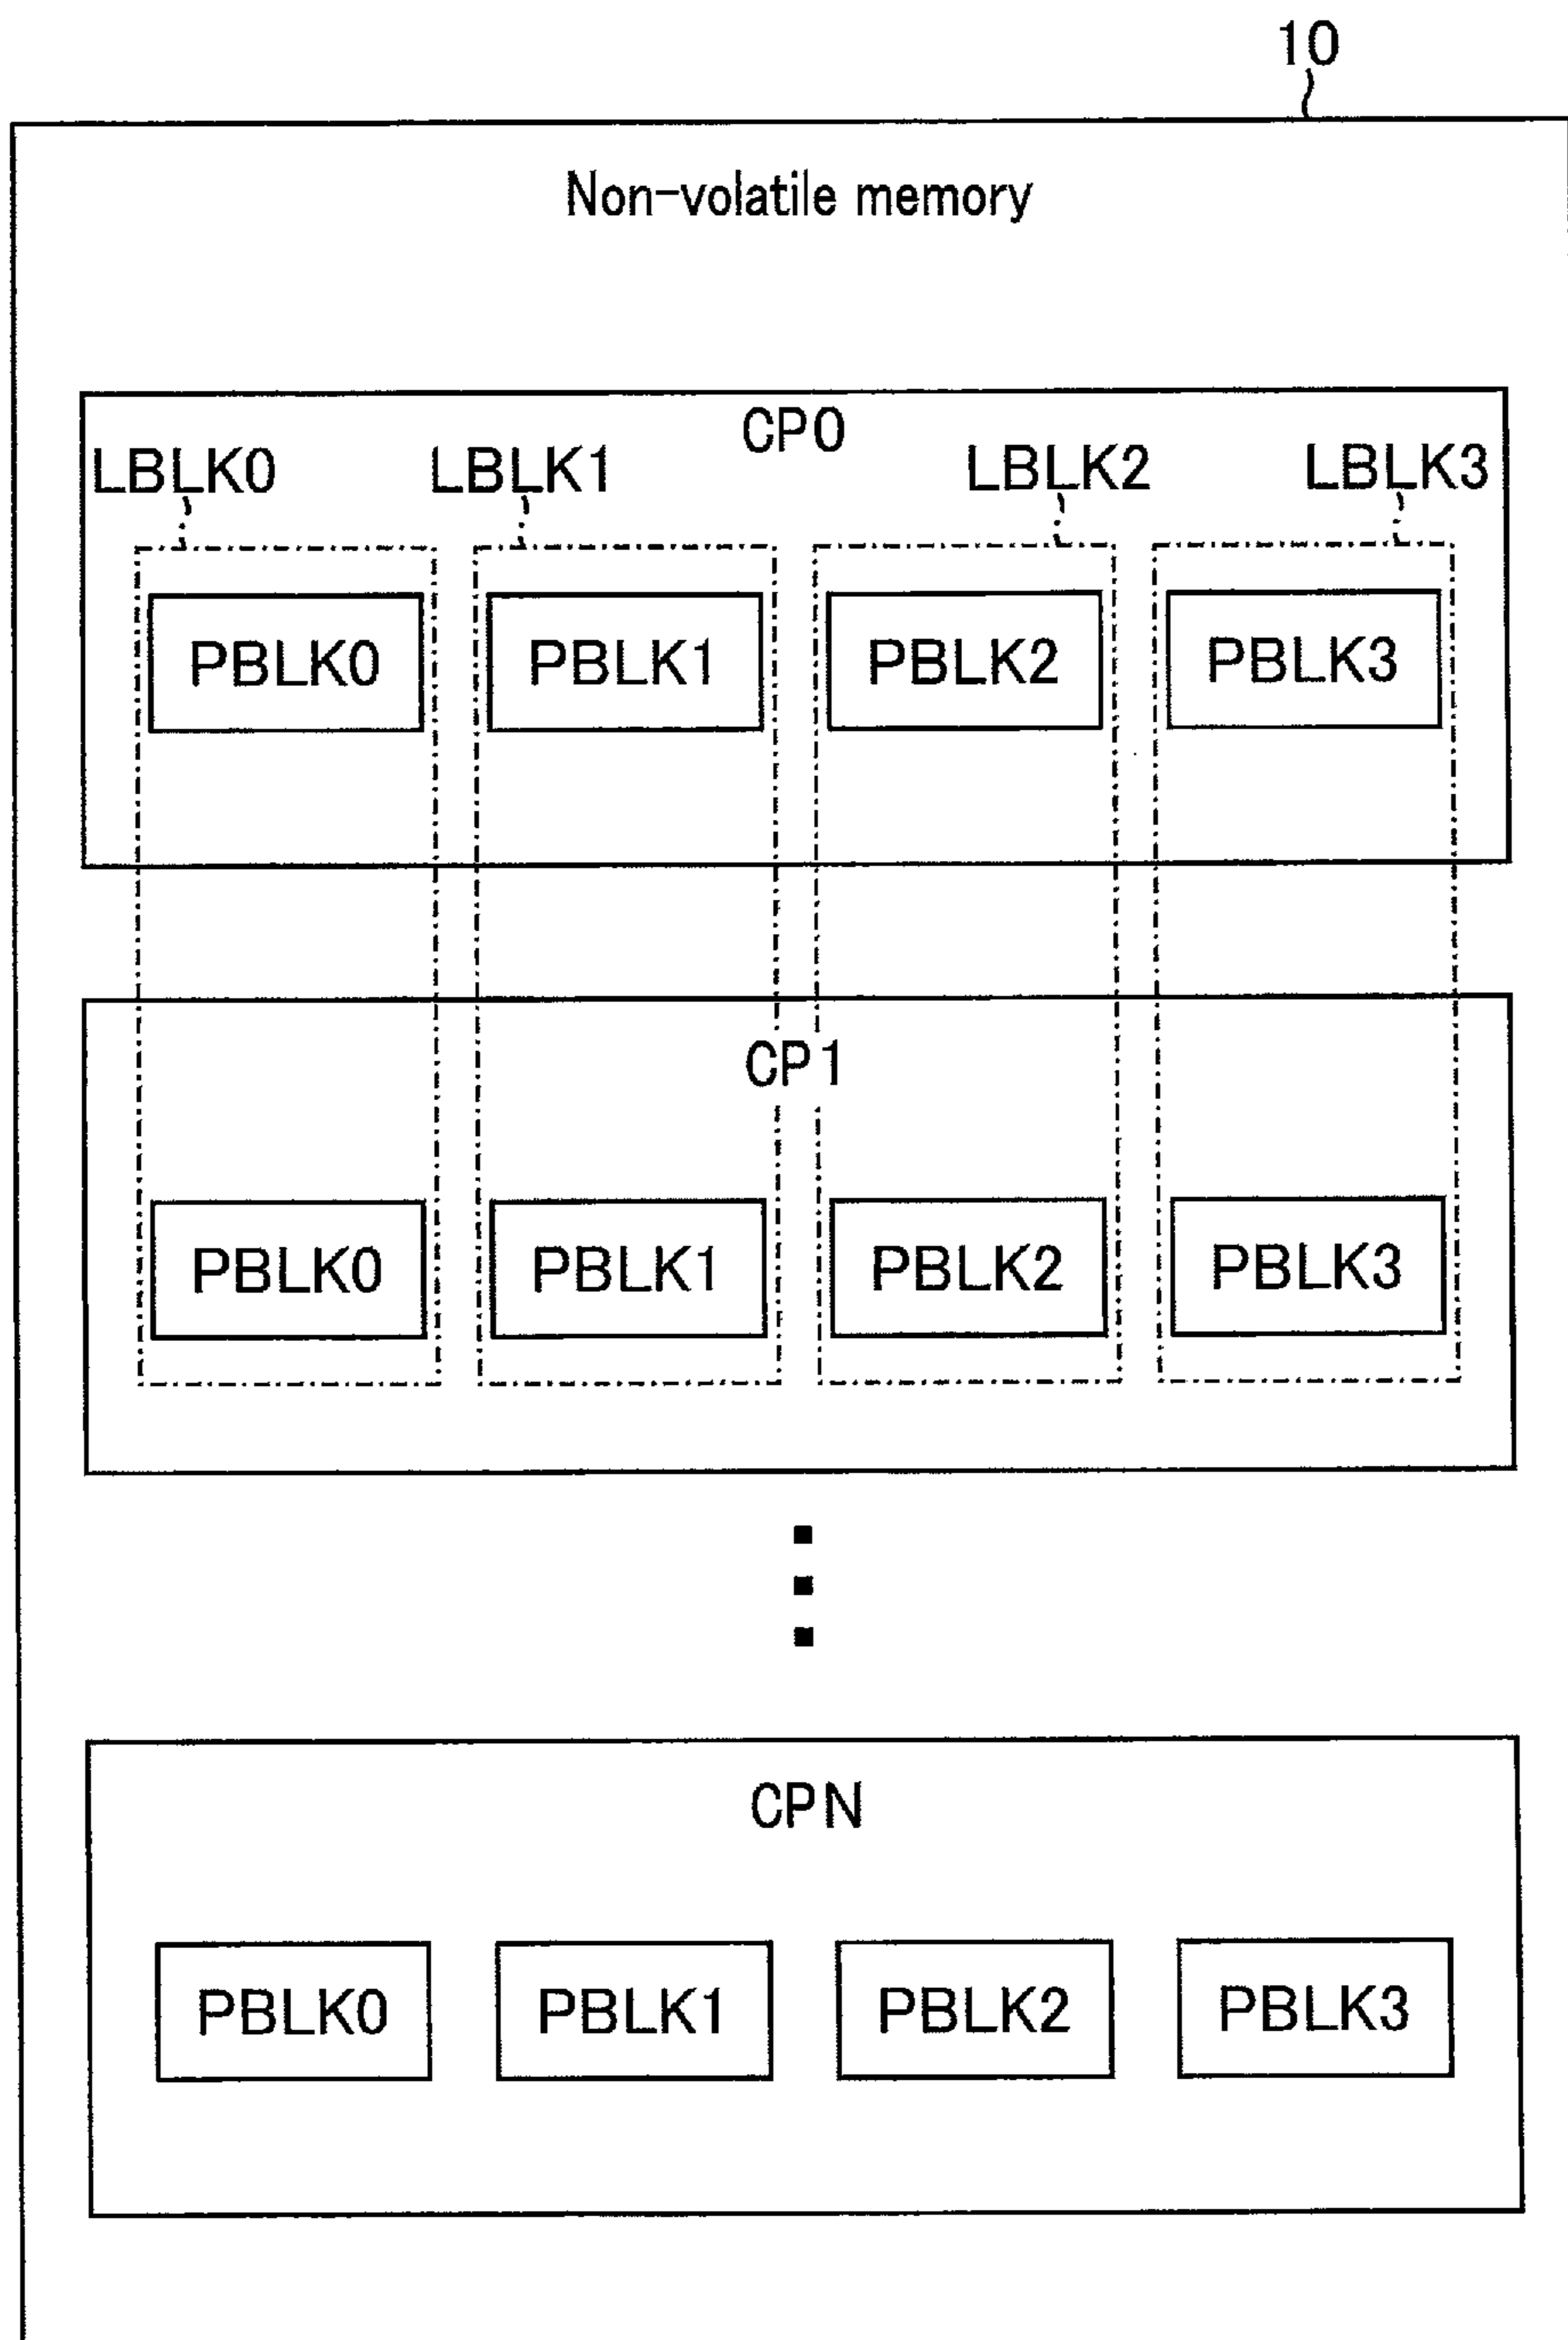 10
Non-volatile memory
CP0
LBLK0 LBLK1 LBLK2 LBLK3
PBLK0 PBLK1 PBLK2 PBLK3
CP1
PBLK0 PBLK1 PBLK2 PBLK3
CPN
PBLK0 PBLK1 PBLK2 PBLK3